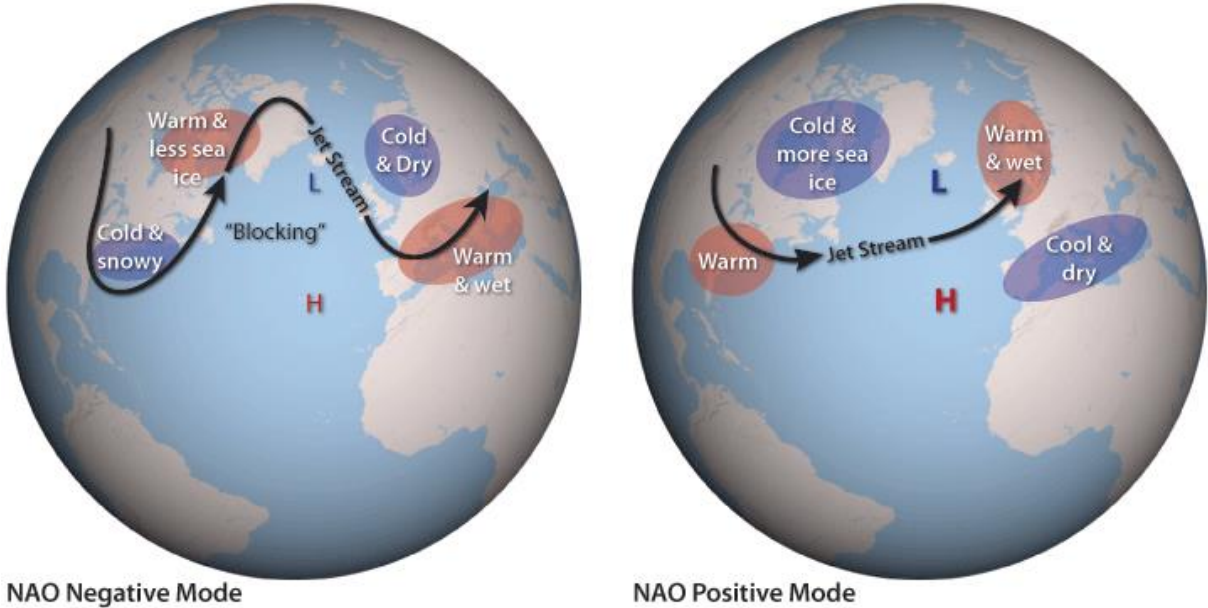 Warm &
less sea
ice
Cold
& Dry
Jet Stream
L
Cold &
snowy
"Blocking"
Warm
& wet
H
NAO Negative Mode
Cold &
more sea
ice
Warm
& wet
L
Warm
Jet Stream
Cool &
dry
H
NAO Positive Mode